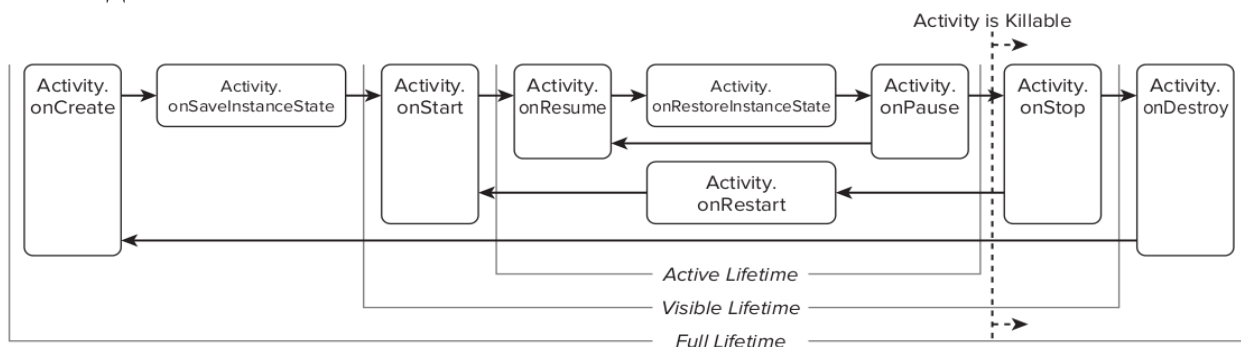 Activity is Killable
Activity.
onCreate
Activity.
onSaveInstanceState
Activity.
onStart
Activity.
onResume
Activity.
onRestoreInstanceState
Activity.
onPause
Activity.
onStop
Activity.
onDestroy
Activity.
onRestart
Active Lifetime
Visible Lifetime
Full Lifetime